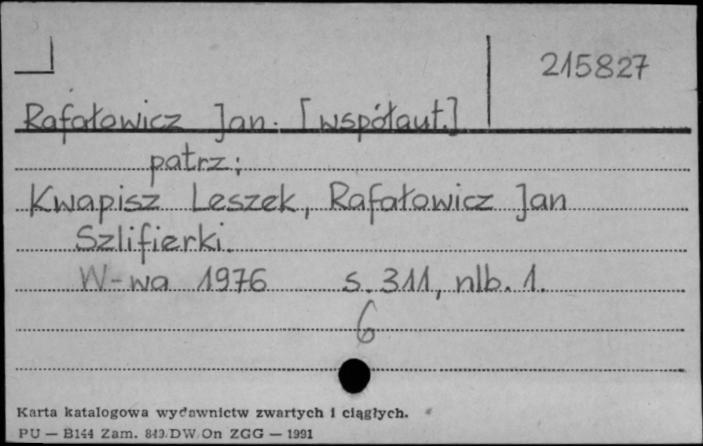 215827
Rafałowicz Jan. [współaut.]
patrz:
Kwapisz Leszek, Rafałowicz Jan
Szlifierki.
W-wa 1976 s. 311, nlb. 1.
6
Karta katalogowa wydawnictw zwartych i ciągłych.
PU — B144 Zam. 849 DW On ZGG — 1991